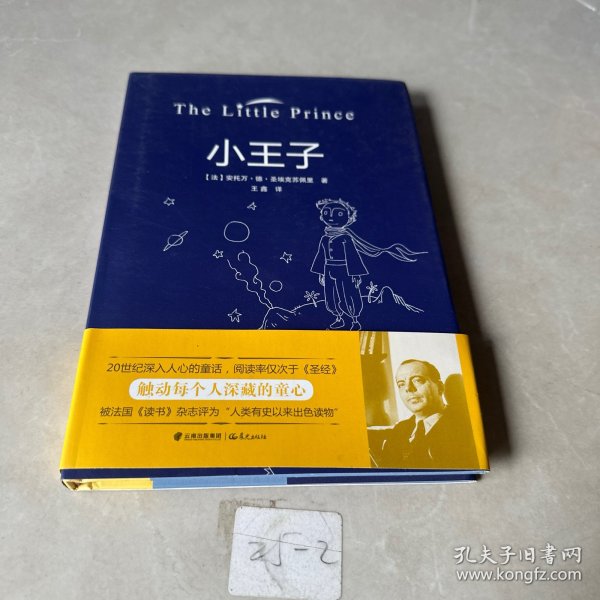 The Little Prince
小王子
【法】安托万·德·圣埃克苏佩里 著
王鑫 译
20世纪深入人心的童话，阅读率仅次于《圣经》
触动每个人深藏的童心
被法国《读书》杂志评为“人类有史以来出色读物”
云南出版集团 晨光出版社
25-2
孔夫子旧书网
www.kongfz.com